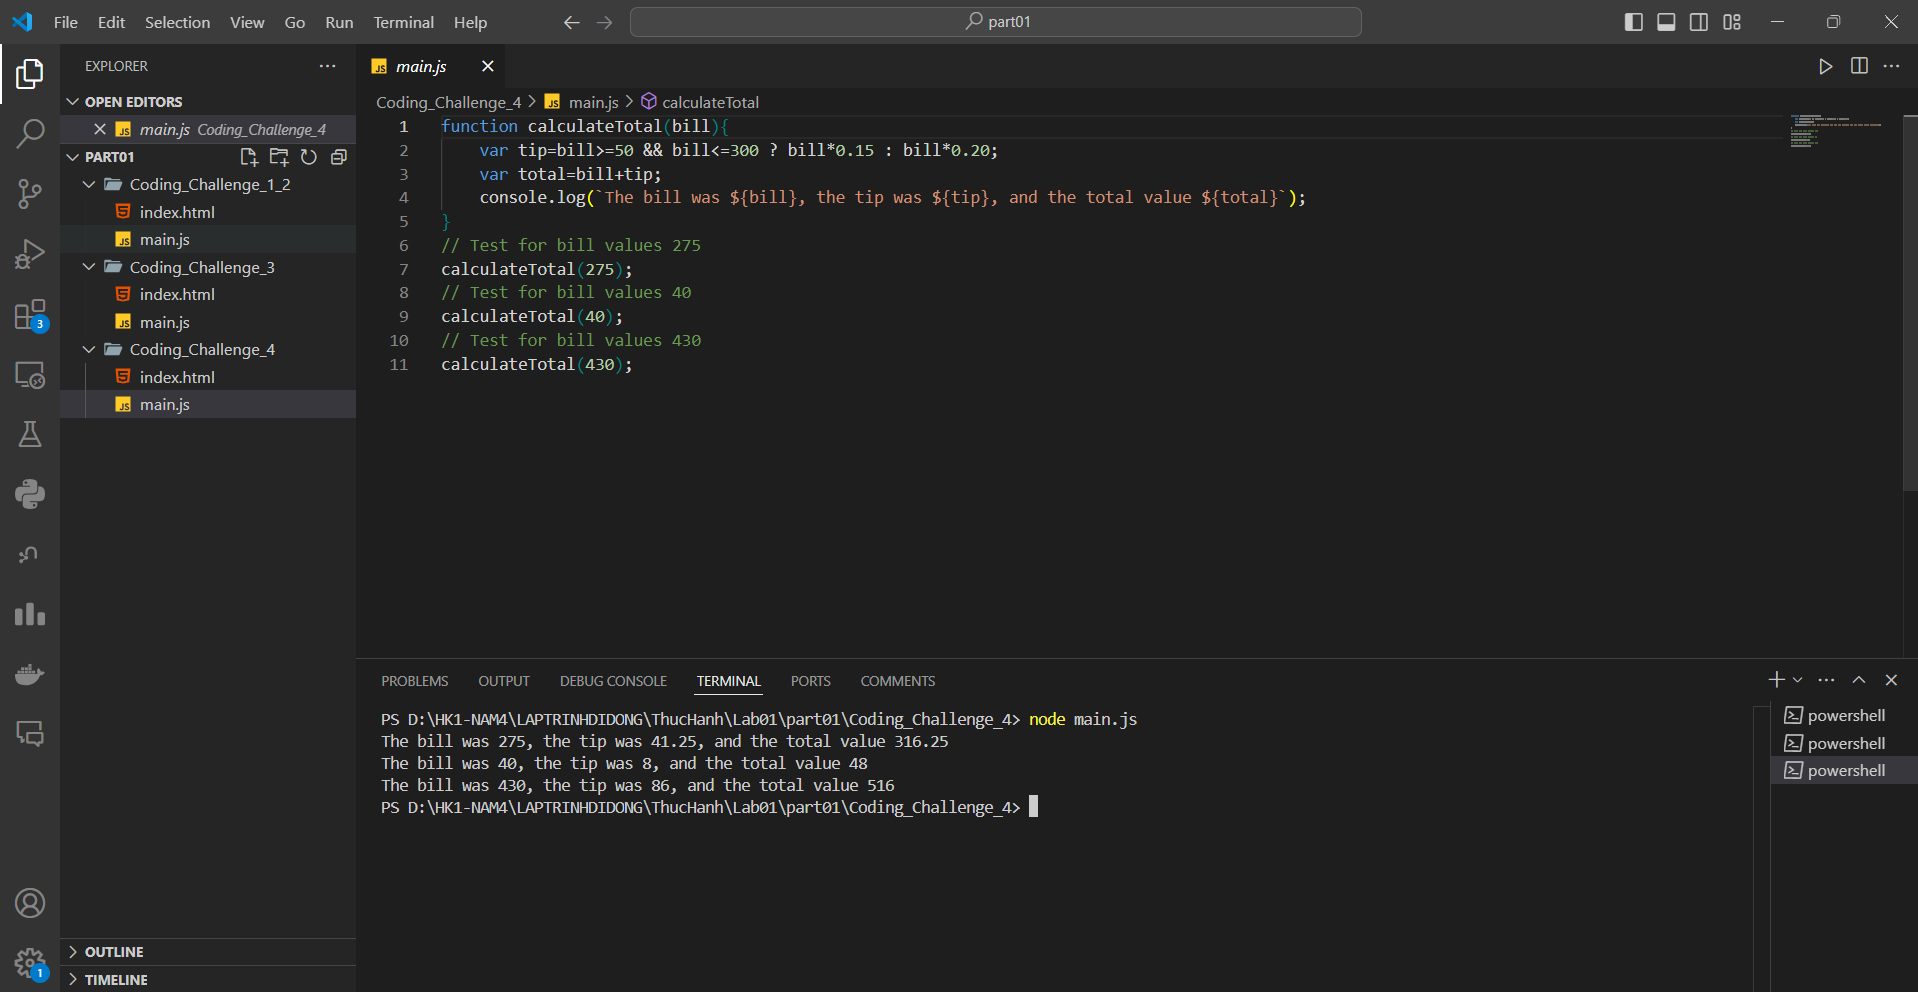 File Edit Selection View Go Run Terminal Help
part01
EXPLORER
OPEN EDITORS
main.js Coding_Challenge_4
PART01
Coding_Challenge_1_2
index.html
main.js
Coding_Challenge_3
index.html
main.js
Coding_Challenge_4
index.html
main.js
OUTLINE
TIMELINE
3
1
main.js
Coding_Challenge_4 > main.js > calculateTotal
1 function calculateTotal(bill){
2 var tip=bill>=50 && bill<=300 ? bill*0.15 : bill*0.20;
3 var total=bill+tip;
4 console.log(`The bill was ${bill}, the tip was ${tip}, and the total value ${total}`);
5 }
6 // Test for bill values 275
7 calculateTotal(275);
8 // Test for bill values 40
9 calculateTotal(40);
10 // Test for bill values 430
11 calculateTotal(430);
PROBLEMS OUTPUT DEBUG CONSOLE TERMINAL PORTS COMMENTS
PS D:\HK1-NAM4\LAPTRINHDIDONG\ThucHanh\Lab01\part01\Coding_Challenge_4> node main.js
The bill was 275, the tip was 41.25, and the total value 316.25
The bill was 40, the tip was 8, and the total value 48
The bill was 430, the tip was 86, and the total value 516
PS D:\HK1-NAM4\LAPTRINHDIDONG\ThucHanh\Lab01\part01\Coding_Challenge_4>
powershell
powershell
powershell